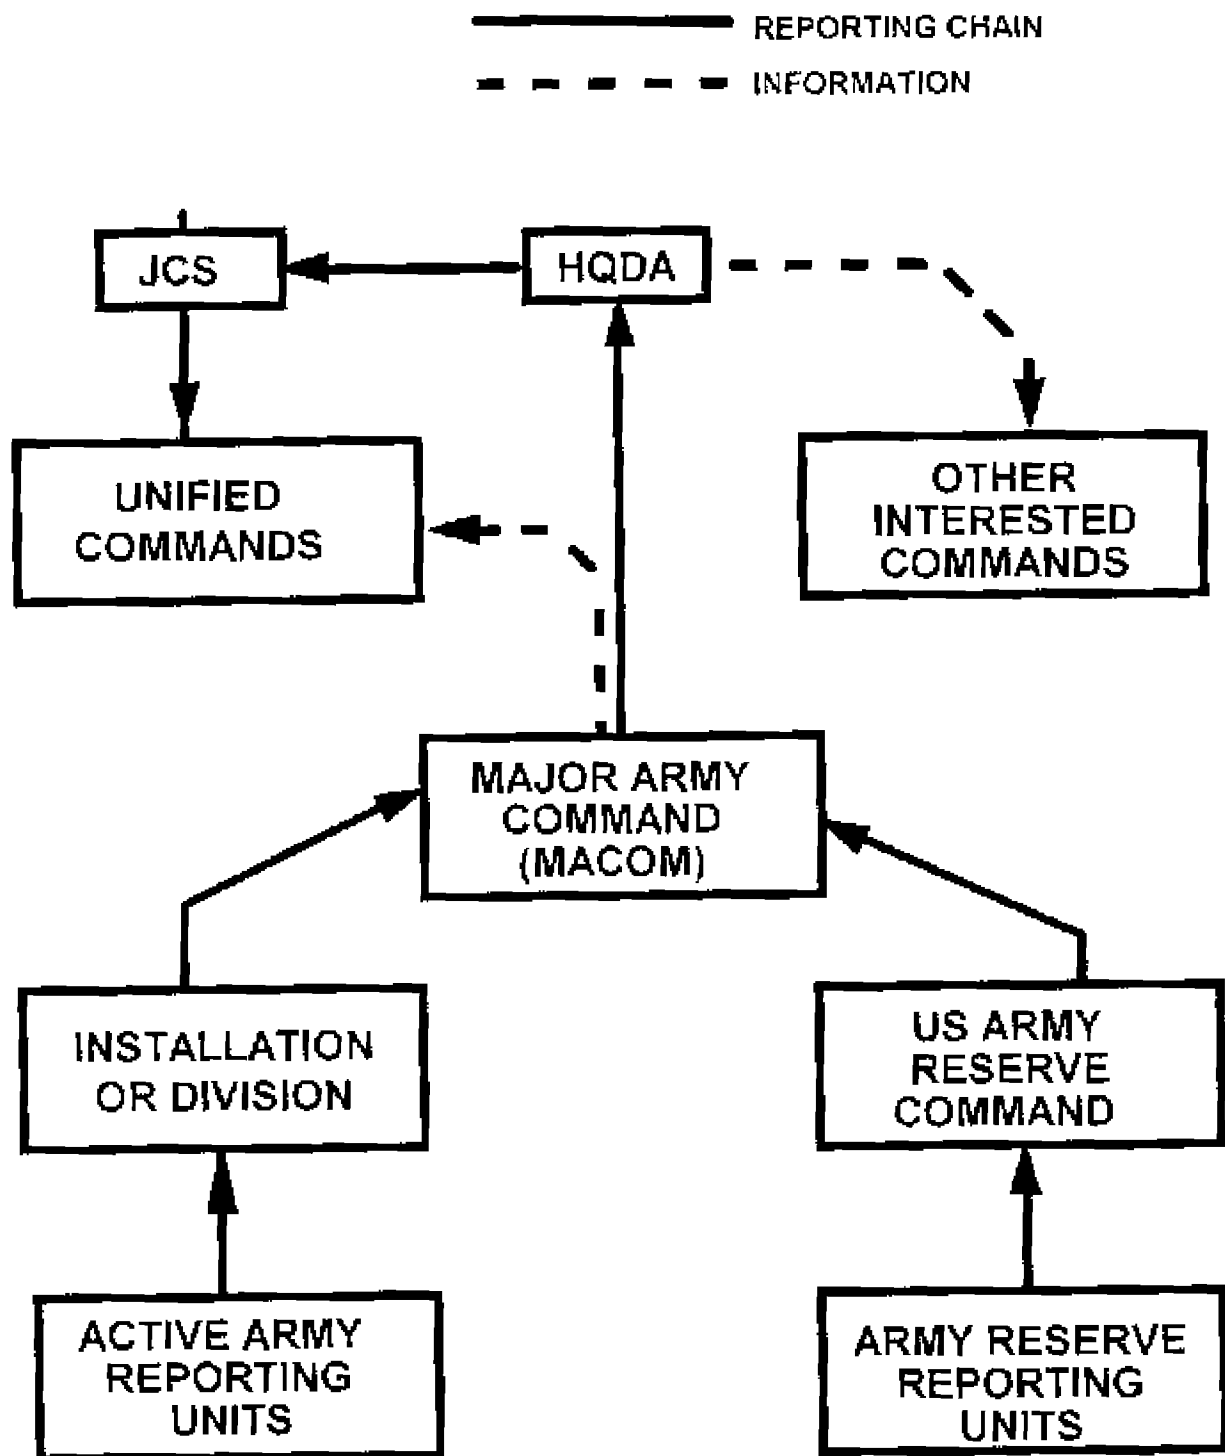 REPORTING CHAIN
INFORMATION
JCS
HQDA
UNIFIED
COMMANDS
OTHER
INTERESTED
COMMANDS
MAJOR ARMY
COMMAND
(MACOM)
INSTALLATION
OR DIVISION
US ARMY
RESERVE
COMMAND
ACTIVE ARMY
REPORTING
UNITS
ARMY RESERVE
REPORTING
UNITS